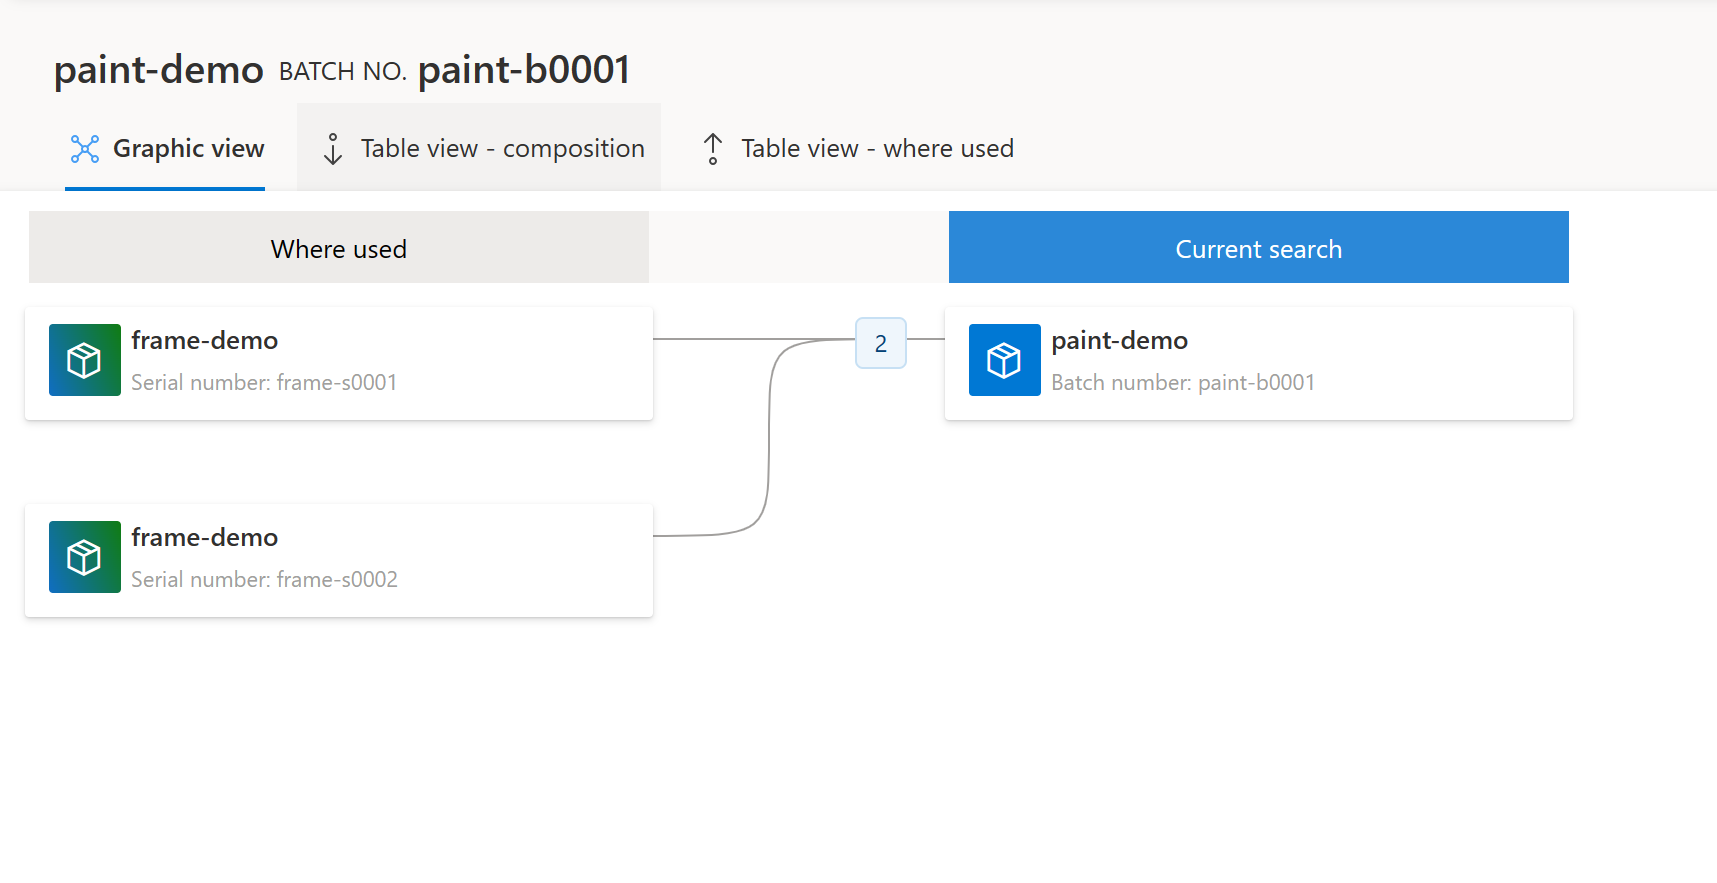 paint-demo BATCH NO. paint-b0001
Graphic view Table view - composition Table view - where used
Where used Current search
frame-demo
Serial number: frame-s0001
2
paint-demo
Batch number: paint-b0001
frame-demo
Serial number: frame-s0002